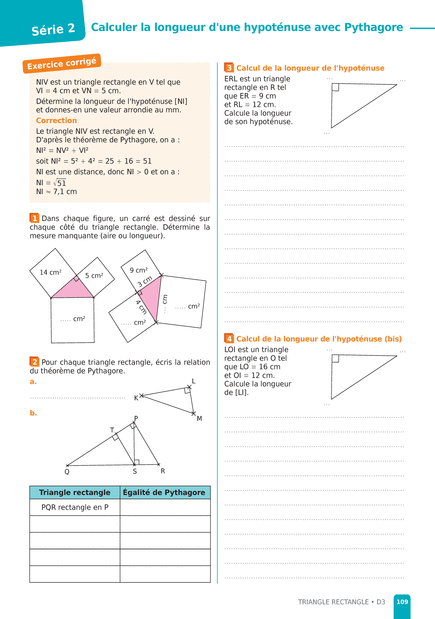 Série 2
Calculer la longueur d'une hypoténuse avec Pythagore
Exercice corrigé
NIV est un triangle rectangle en V tel que
VI = 4 cm et VN = 5 cm.
Détermine la longueur de l'hypoténuse [NI]
et donnes-en une valeur arrondie au mm.
Correction
Le triangle NIV est rectangle en V.
D'après le théorème de Pythagore, on a :
NI² = NV² + VI²
soit NI² = 5² + 4² = 25 + 16 = 51
NI est une distance, donc NI > 0 et on a :
NI = √51
NI ≈ 7,1 cm
1 Dans chaque figure, un carré est dessiné sur
chaque côté du triangle rectangle. Détermine la
mesure manquante (aire ou longueur).
14 cm²
5 cm²
..... cm²
9 cm²
3 cm
4 cm
... cm
..... cm²
..... cm²
2 Pour chaque triangle rectangle, écris la relation
du théorème de Pythagore.
a.
K
L
M
b.
P
T
Q
S
R
Triangle rectangle
Égalité de Pythagore
PQR rectangle en P
3 Calcul de la longueur de l'hypoténuse
ERL est un triangle
rectangle en R tel
que ER = 9 cm
et RL = 12 cm.
Calcule la longueur
de son hypoténuse.
...
...
...
4 Calcul de la longueur de l'hypoténuse (bis)
LOI est un triangle
rectangle en O tel
que LO = 16 cm
et OI = 12 cm.
Calcule la longueur
de [LI].
...
...
...
TRIANGLE RECTANGLE • D3
109